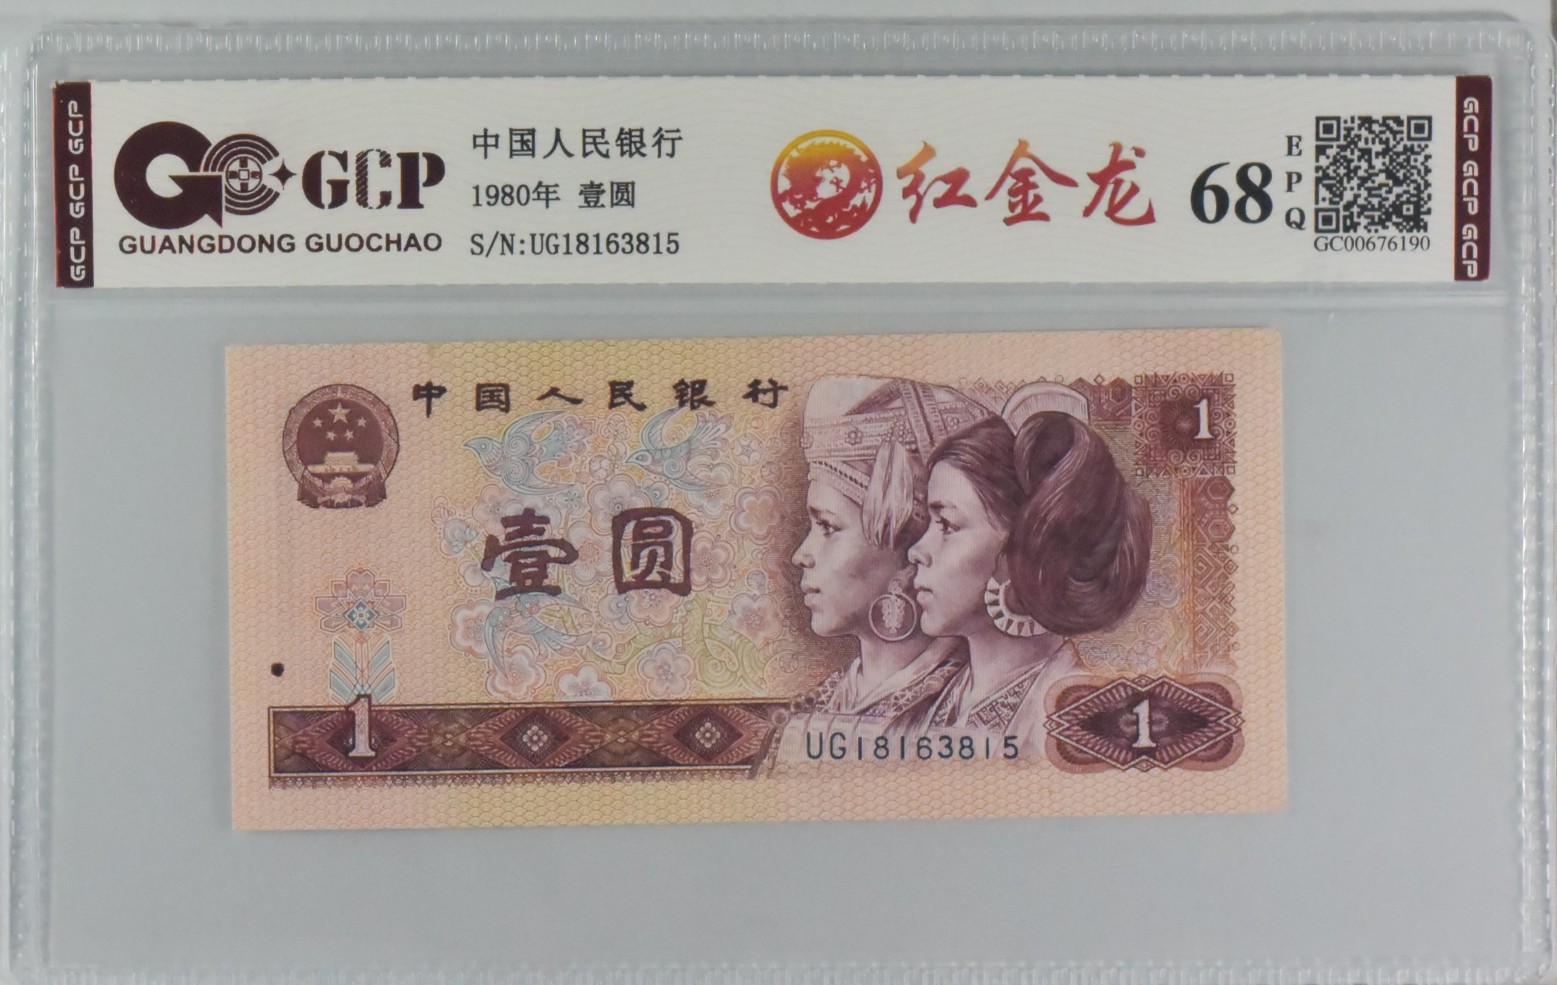 GCP GCP GCP
GCP
GUANGDONG GUOCHAO
中国人民银行
1980年 壹圆
S/N:UG18163815
红金龙
68
EPQ
GC00676190
GCP GCP GCP
中国人民银行
1
壹圆
1
UG18163815
1